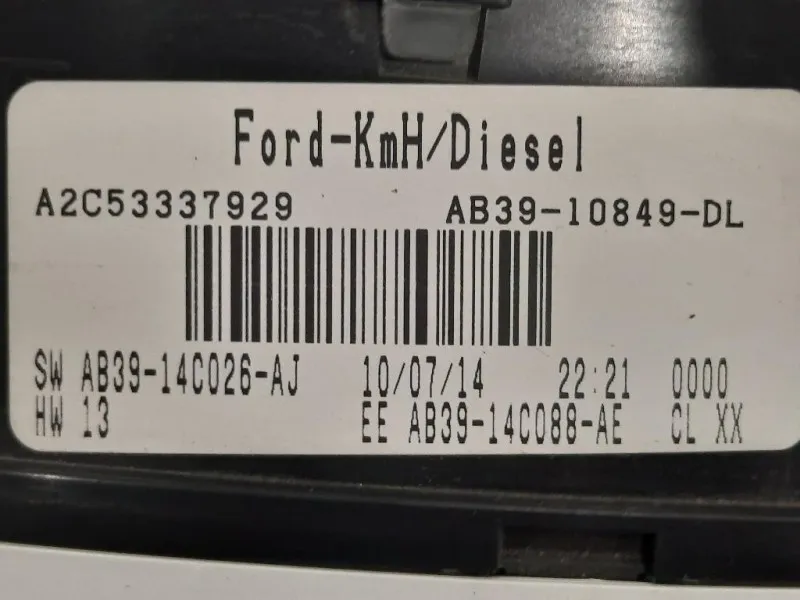 Ford-KmH/Diesel
A2C53337929 AB39-10849-DL
SW AB39-14C026-AJ 10/07/14 22:21 0000
HW 13 EE AB39-14C088-AE CL XX